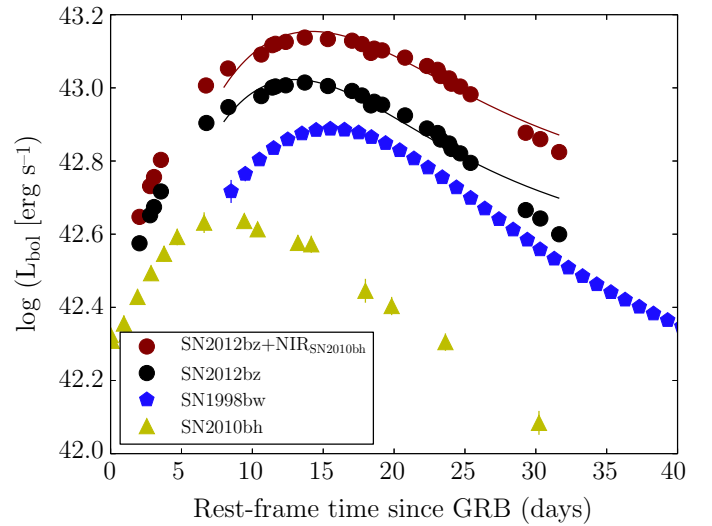 43.2
43.0
42.8
42.6
42.4
42.2
42.0
log (L_bol [erg s⁻¹)
SN2012bz+NIR_SN2010bh
SN2012bz
SN1998bw
SN2010bh
0 5 10 15 20 25 30 35 40
Rest-frame time since GRB (days)